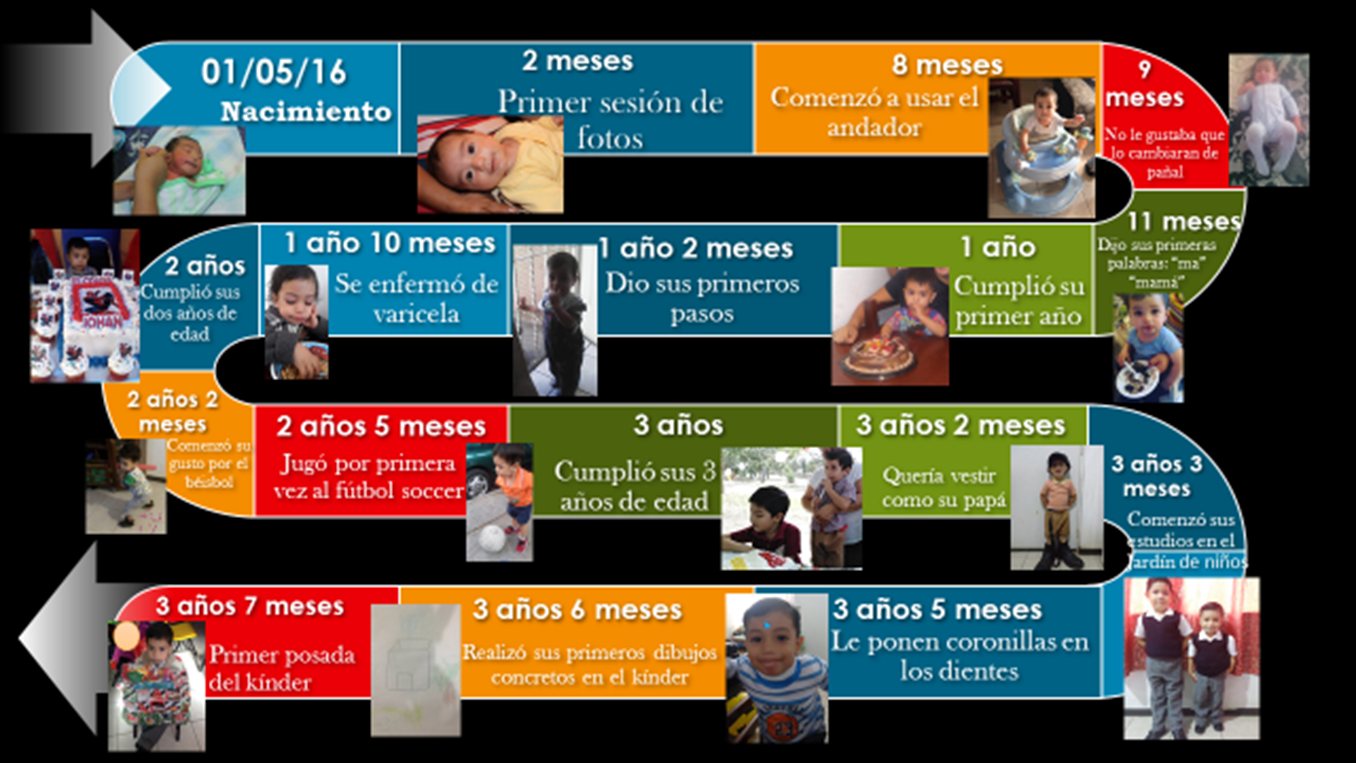 01/05/16
Nacimiento
2 meses
Primer sesión de
fotos
8 meses
Comenzó a usar el
andador
9
meses
No le gustaba que
lo cambiaran de
pañal
11 meses
Dijo sus primeras
palabras: "ma"
"mamá"
1 año
Cumplió su
primer año
1 año 2 meses
Dio sus primeros
pasos
1 año 10 meses
Se enfermó de
varicela
2 años
Cumplió sus
dos años de
edad
JOHAN
2 años 2
meses
Comenzó su
gusto por el
béisbol
2 años 5 meses
Jugó por primera
vez al fútbol soccer
3 años
Cumplió sus 3
años de edad
3 años 2 meses
Quería vestir
como su papá
3 años 3
meses
Comenzó sus
estudios en el
jardín de niños
3 años 5 meses
Le ponen coronillas en
los dientes
23
3 años 6 meses
Realizó sus primeros dibujos
concretos en el kínder
3 años 7 meses
Primer posada
del kínder